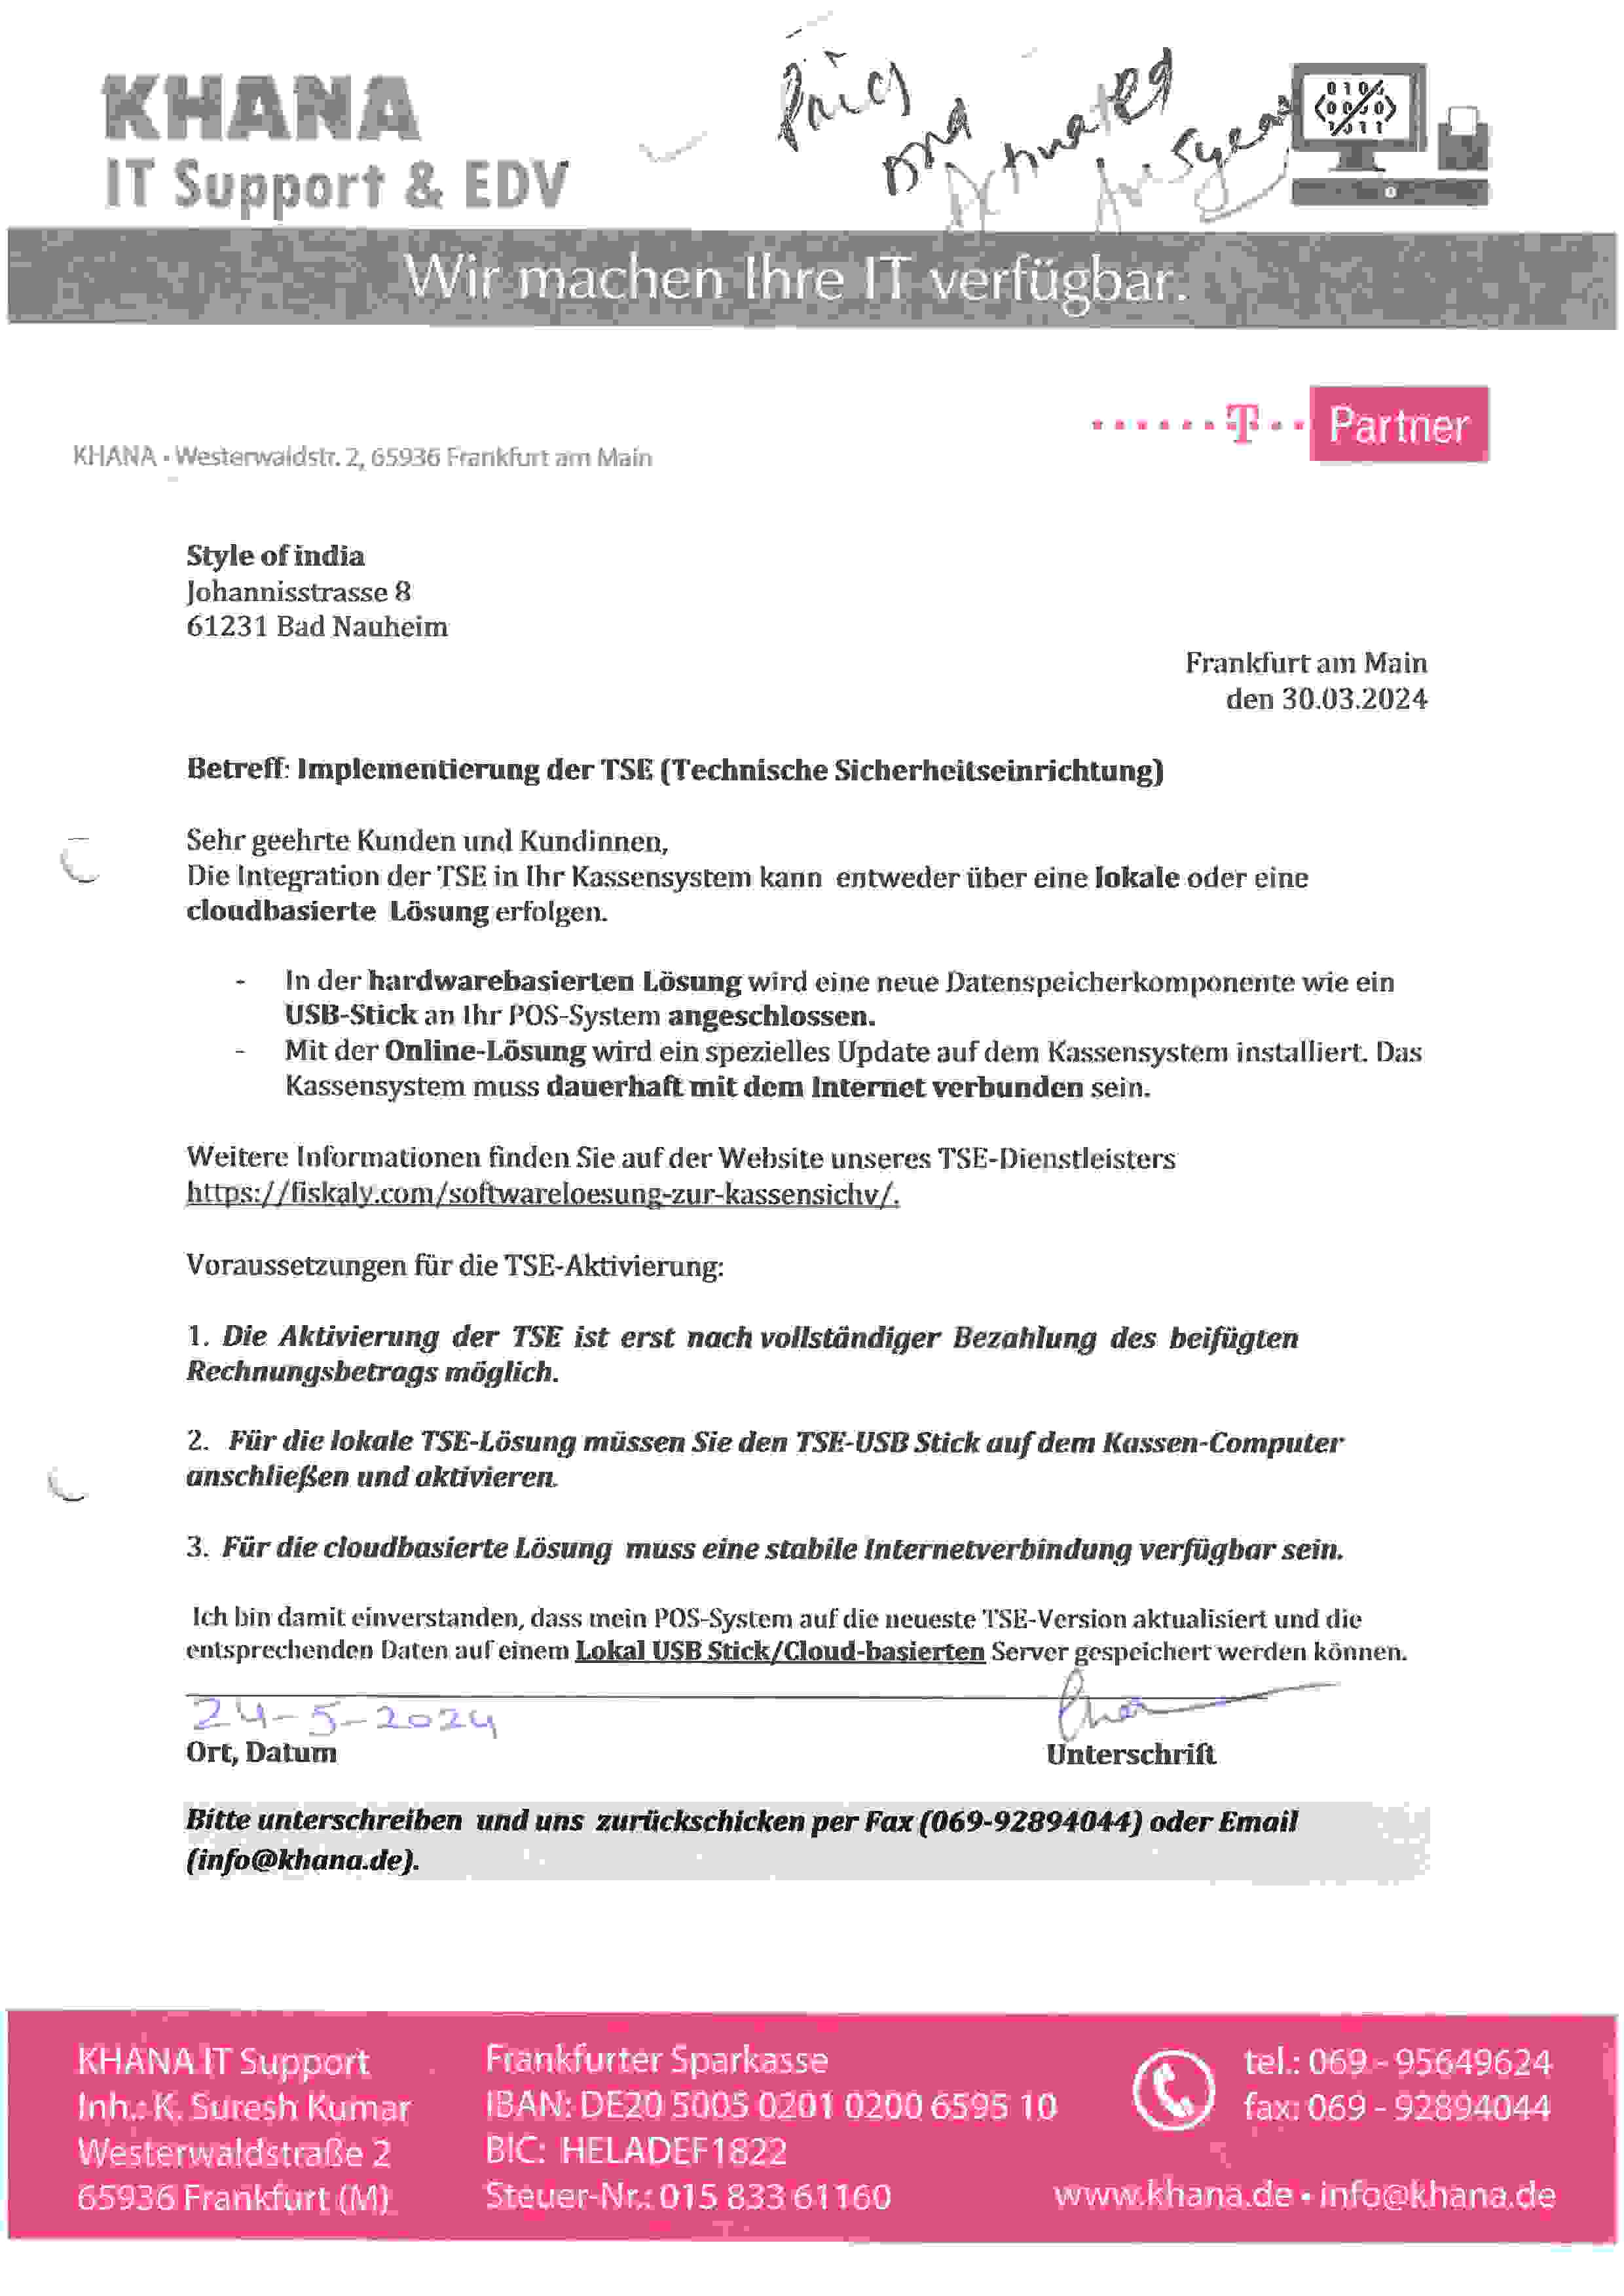 KHANA
IT Support & EDV
Paid
and
Activated
for 5 years
010
00 0
1 11
Wir machen Ihre IT verfügbar.
T Partner
KHANA • Westerwaldstr. 2, 65936 Frankfurt am Main
Style of india
Johannisstrasse 8
61231 Bad Nauheim
Frankfurt am Main
den 30.03.2024
Betreff: Implementierung der TSE (Technische Sicherheitseinrichtung)
Sehr geehrte Kunden und Kundinnen,
Die Integration der TSE in Ihr Kassensystem kann entweder über eine lokale oder eine
cloudbasierte Lösung erfolgen.
- In der hardwarebasierten Lösung wird eine neue Datenspeicherkomponente wie ein
USB-Stick an Ihr POS-System angeschlossen.
- Mit der Online-Lösung wird ein spezielles Update auf dem Kassensystem installiert. Das
Kassensystem muss dauerhaft mit dem Internet verbunden sein.
Weitere Informationen finden Sie auf der Website unseres TSE-Dienstleisters
https://fiskaly.com/softwareloesung-zur-kassensichv/.
Voraussetzungen für die TSE-Aktivierung:
1. Die Aktivierung der TSE ist erst nach vollständiger Bezahlung des beifügten
Rechnungsbetrags möglich.
2. Für die lokale TSE-Lösung müssen Sie den TSE-USB Stick auf dem Kassen-Computer
anschließen und aktivieren.
3. Für die cloudbasierte Lösung muss eine stabile Internetverbindung verfügbar sein.
Ich bin damit einverstanden, dass mein POS-System auf die neueste TSE-Version aktualisiert und die
entsprechenden Daten auf einem Lokal USB Stick/Cloud-basierten Server gespeichert werden können.
24-5-2024
Ort, Datum Unterschrift
Bitte unterschreiben und uns zurückschicken per Fax (069-92894044) oder Email
(info@khana.de).
KHANA IT Support
Inh.: K. Suresh Kumar
Westerwaldstraße 2
65936 Frankfurt (M)
Frankfurter Sparkasse
IBAN: DE20 5005 0201 0200 6595 10
BIC: HELADEF1822
Steuer-Nr.: 015 833 61160
tel.: 069 - 95649624
fax: 069 - 92894044
www.khana.de • info@khana.de